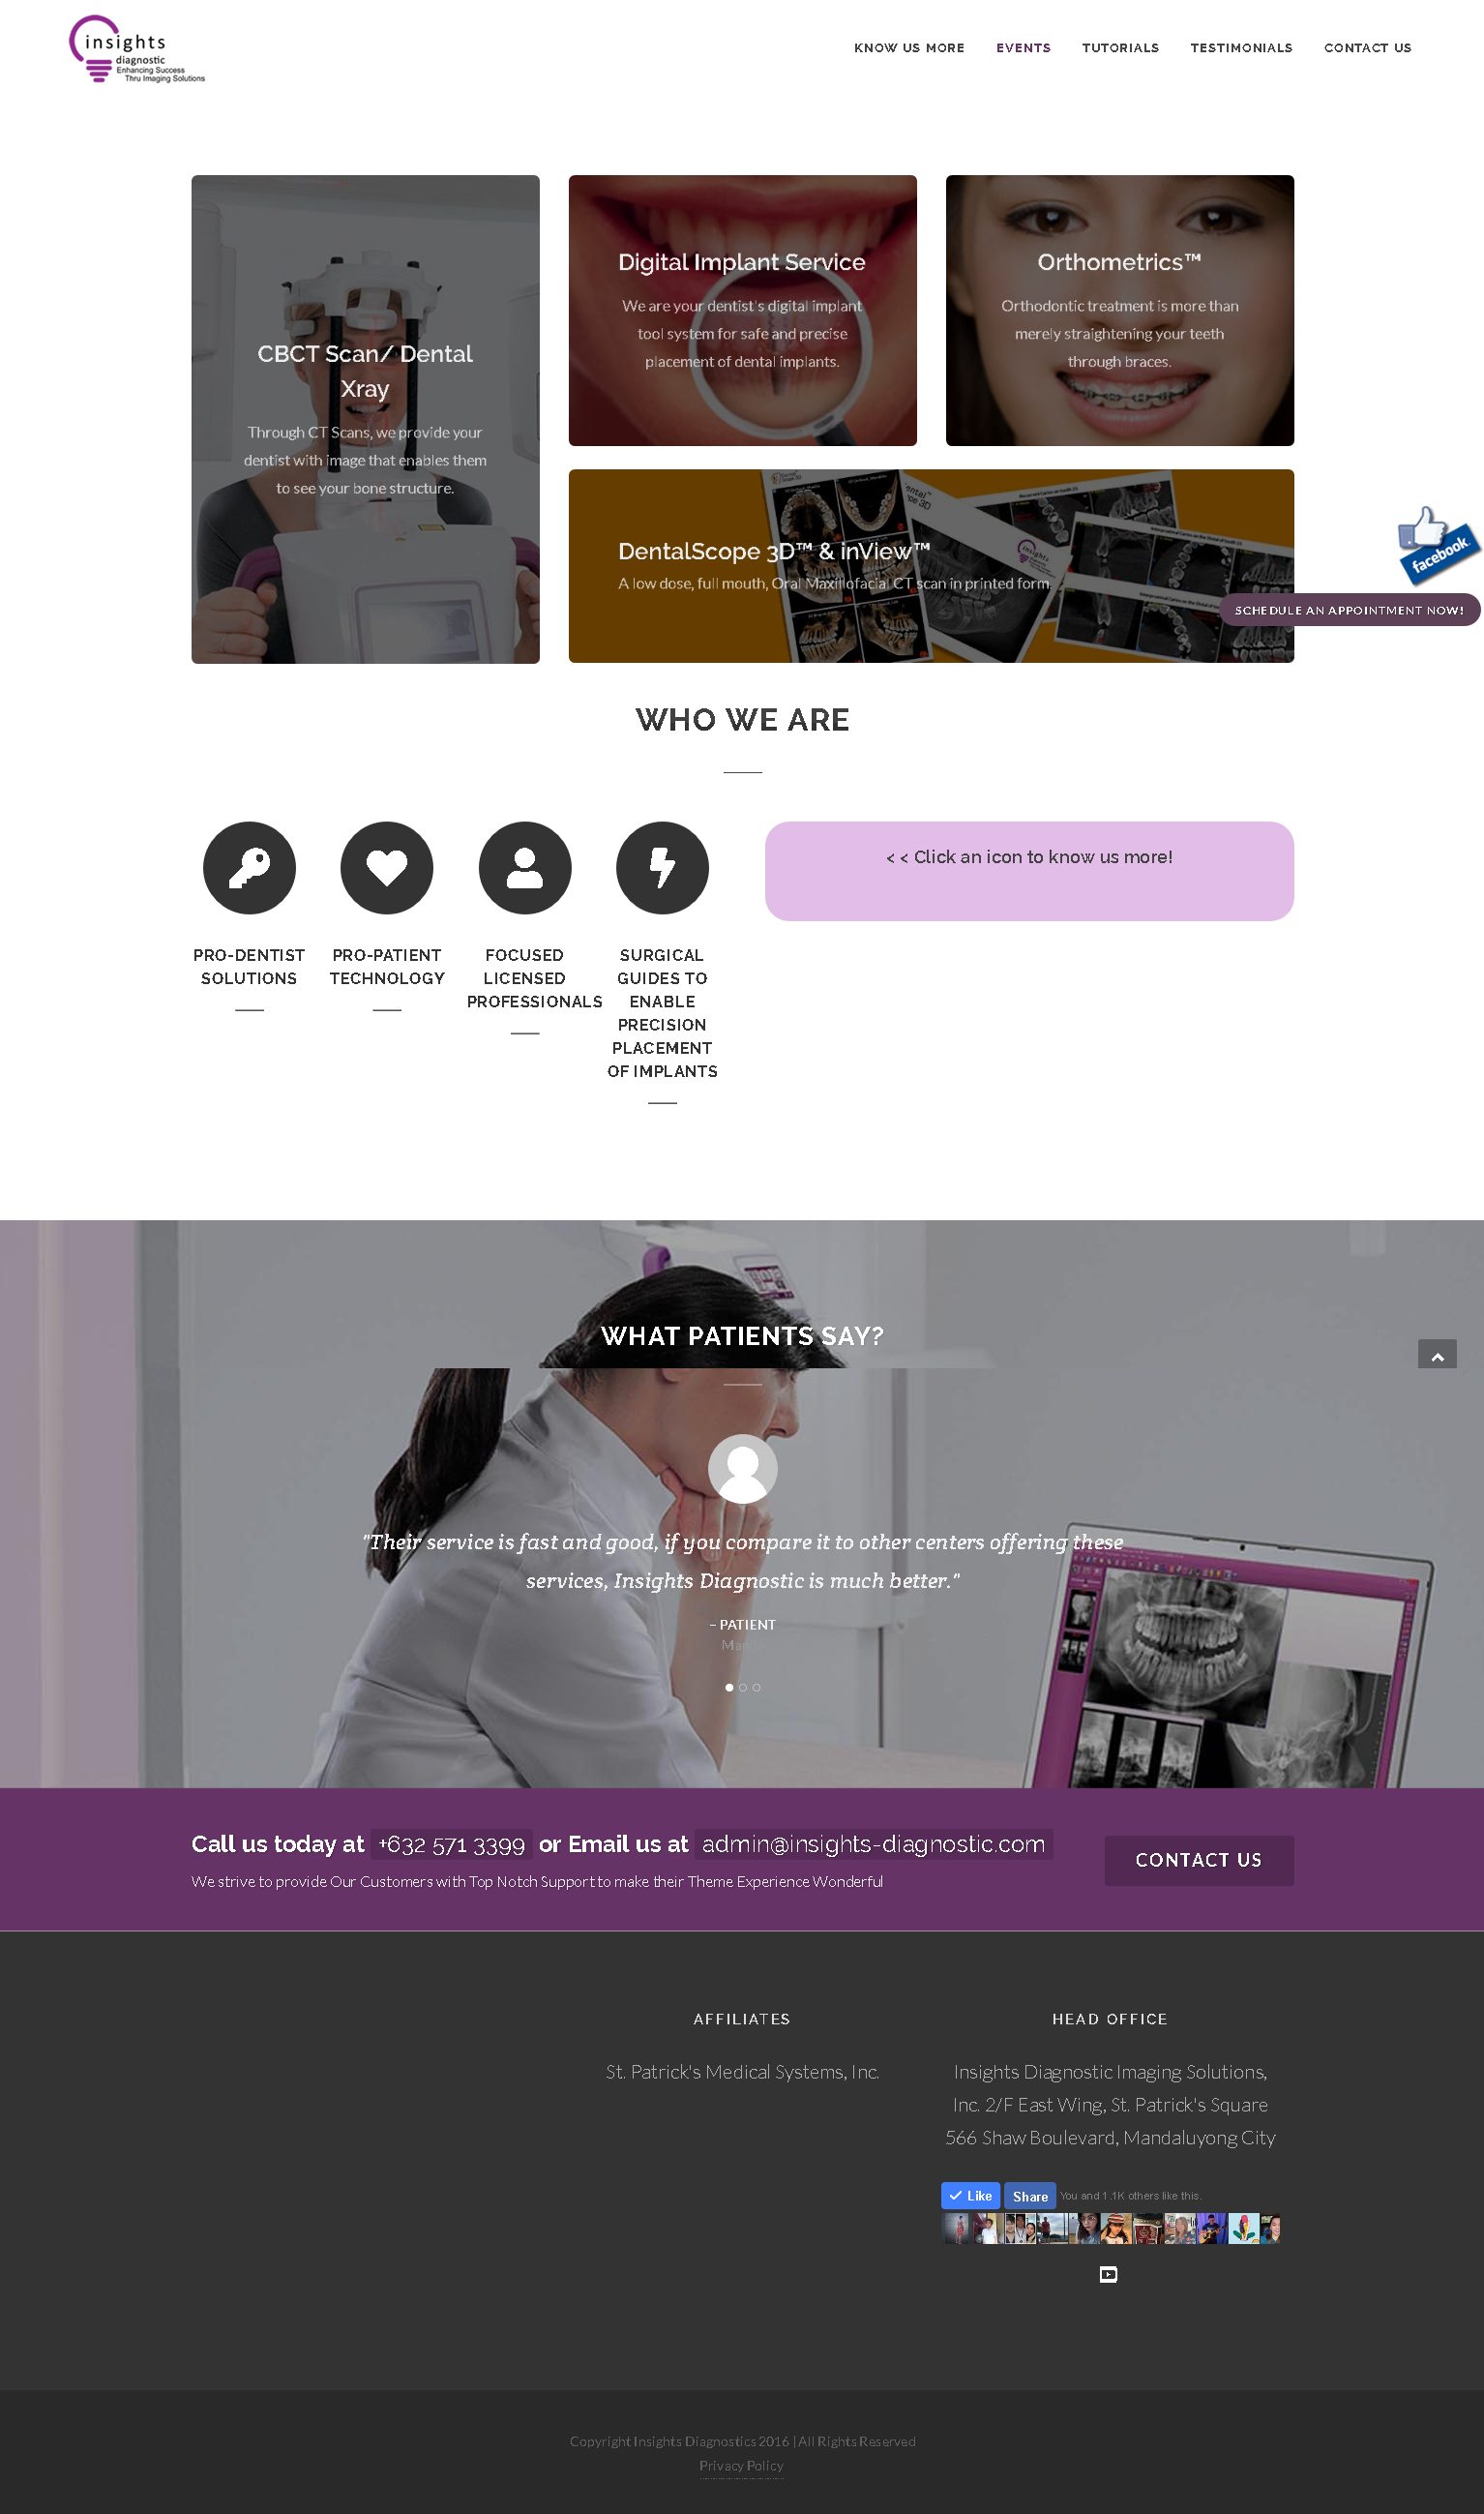 insights
diagnostic
Enhancing Success
Thru Imaging Solutions
KNOW US MORE
EVENTS
TUTORIALS
TESTIMONIALS
CONTACT US
CBCT Scan/ Dental
Xray
Through CT Scans, we provide your
dentist with image that enables them
to see your bone structure.
Digital Implant Service
We are your dentist's digital implant
tool system for safe and precise
placement of dental implants.
Orthometrics™
Orthodontic treatment is more than
merely straightening your teeth
through braces.
DentalScope 3D™ & inView™
A low dose, full mouth, Oral Maxillofacial CT scan in printed form.
facebook
SCHEDULE AN APPOINTMENT NOW!
WHO WE ARE
PRO-DENTIST
SOLUTIONS
PRO-PATIENT
TECHNOLOGY
FOCUSED
LICENSED
PROFESSIONALS
SURGICAL
GUIDES TO
ENABLE
PRECISION
PLACEMENT
OF IMPLANTS
< < Click an icon to know us more!
WHAT PATIENTS SAY?
"Their service is fast and good, if you compare it to other centers offering these
services, Insights Diagnostic is much better."
– PATIENT
Call us today at +632 571 3399 or Email us at admin@insights-diagnostic.com
We strive to provide Our Customers with Top Notch Support to make their Theme Experience Wonderful
CONTACT US
AFFILIATES
St. Patrick's Medical Systems, Inc.
HEAD OFFICE
Insights Diagnostic Imaging Solutions,
Inc. 2/F East Wing, St. Patrick's Square
566 Shaw Boulevard, Mandaluyong City
Like Share You and 1.1K others like this.
Copyright Insights Diagnostics 2016 | All Rights Reserved
Privacy Policy